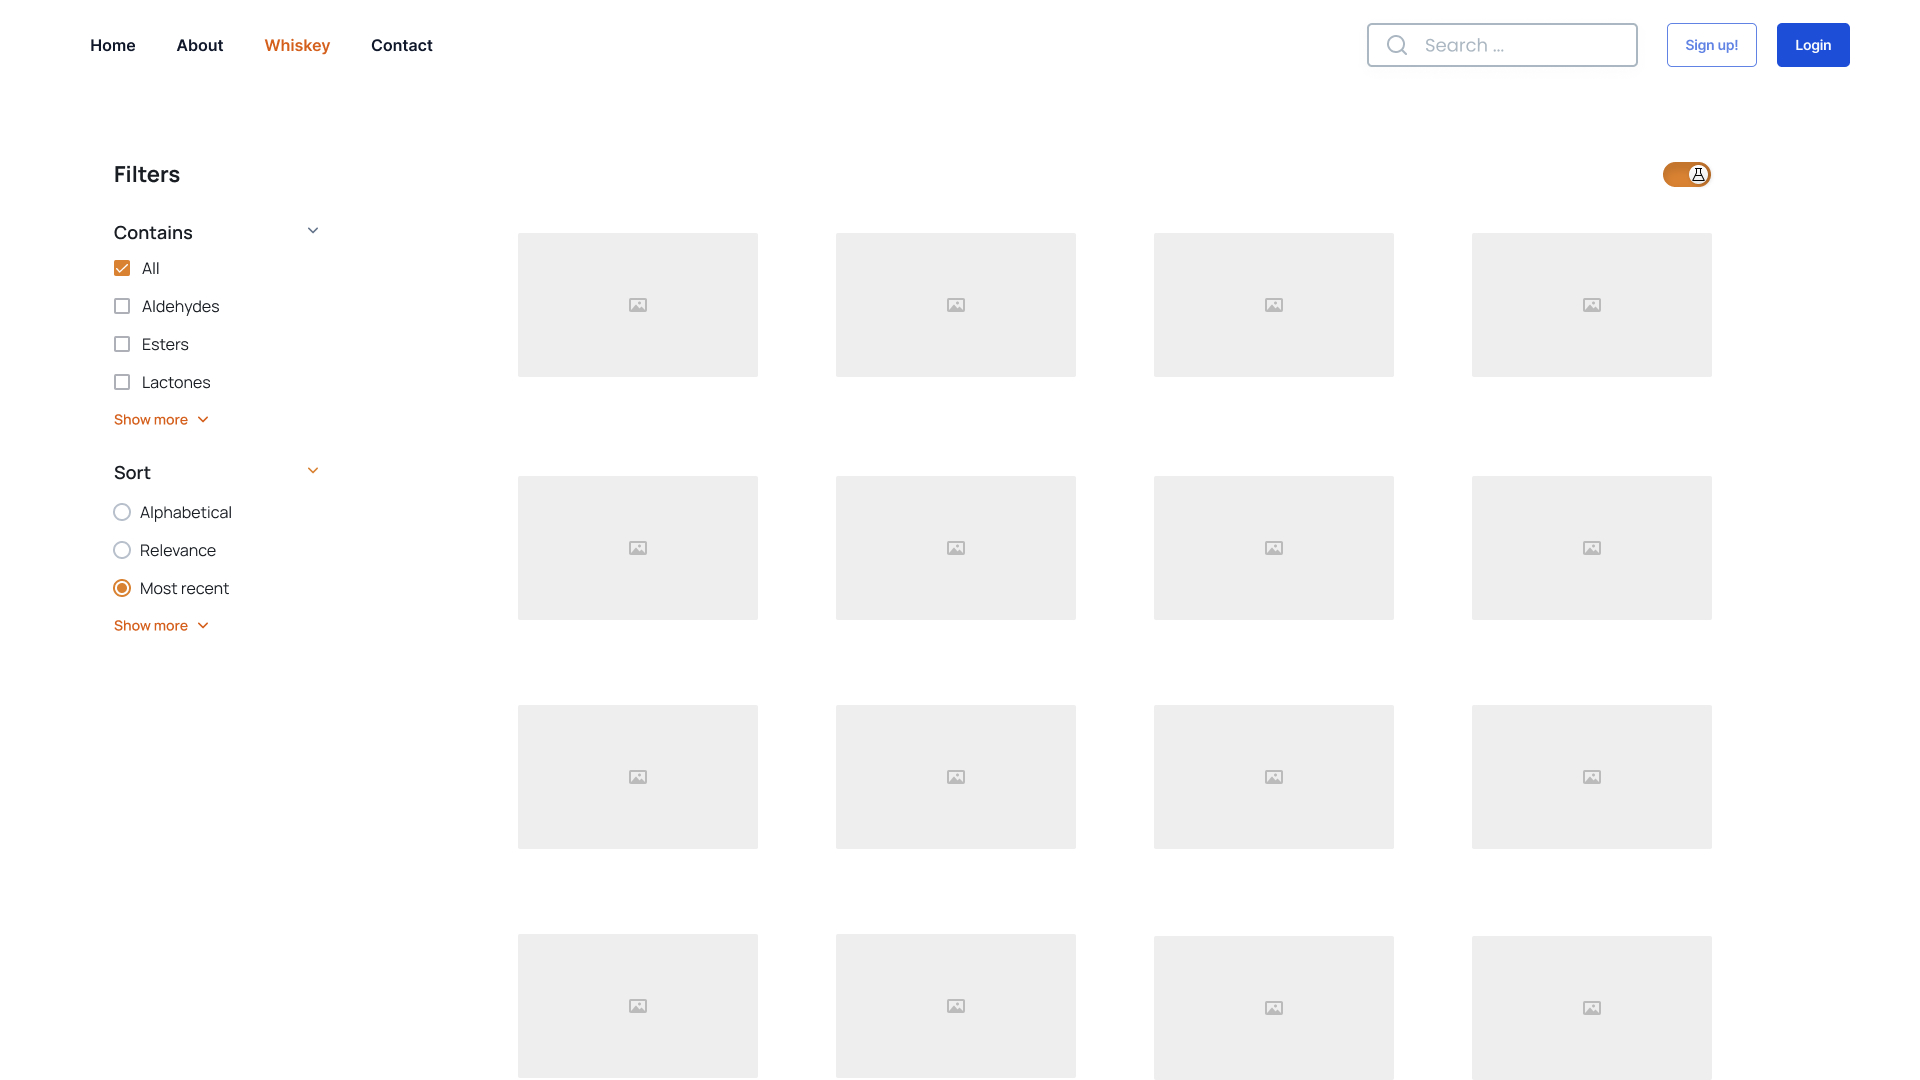 Home About Whiskey Contact Search ... Sign up! Login
Filters
Contains
All
Aldehydes
Esters
Lactones
Show more
Sort
Alphabetical
Relevance
Most recent
Show more